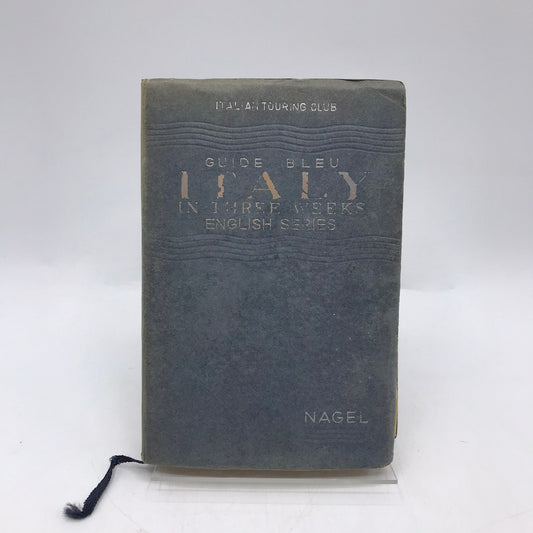 ITALIAN TOURING CLUB
GUIDE BLEU
ITALY
IN THREE WEEKS
ENGLISH SERIES
NAGEL